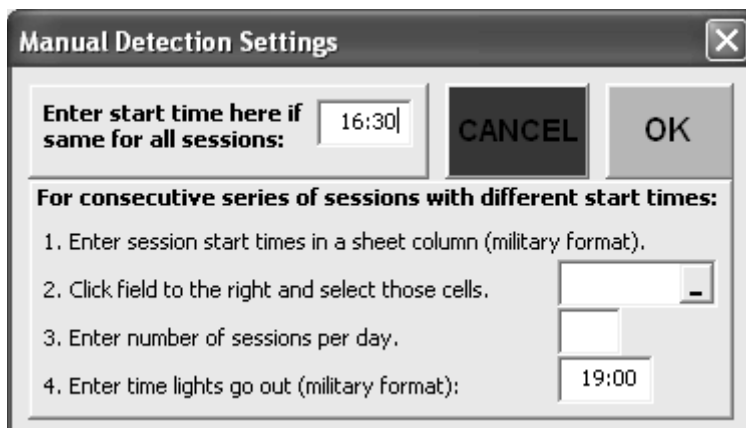 Manual Detection Settings
Enter start time here if
same for all sessions:
16:30
CANCEL
OK
For consecutive series of sessions with different start times:
1. Enter session start times in a sheet column (military format).
2. Click field to the right and select those cells.
3. Enter number of sessions per day.
4. Enter time lights go out (military format):
19:00